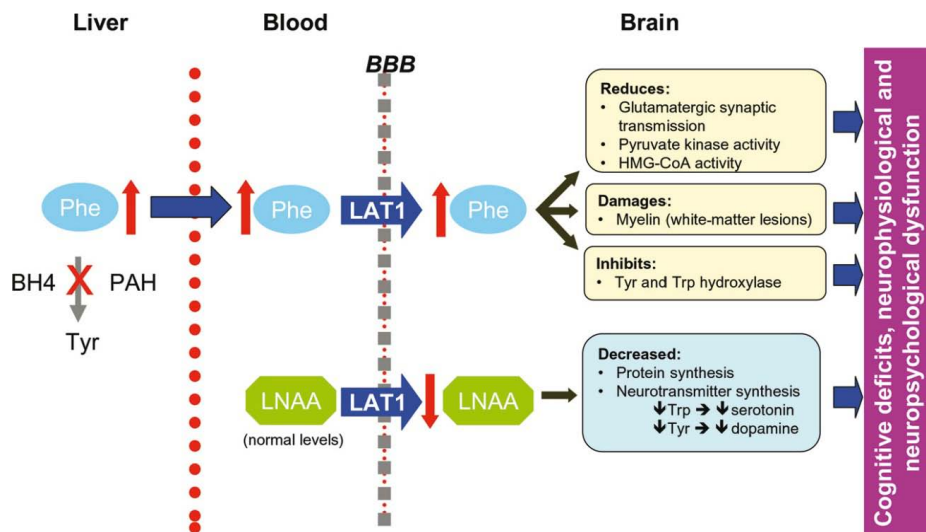 Liver
Blood
Brain
BBB
Phe
Phe
LAT1
Phe
BH4
PAH
Tyr
LNAA
(normal levels)
LAT1
LNAA
Reduces:
• Glutamatergic synaptic
transmission
• Pyruvate kinase activity
• HMG-CoA activity
Damages:
• Myelin (white-matter lesions)
Inhibits:
• Tyr and Trp hydroxylase
Decreased:
• Protein synthesis
• Neurotransmitter synthesis
↓Trp → ↓serotonin
↓Tyr → ↓dopamine
Cognitive deficits, neurophysiological and
neuropsychological dysfunction